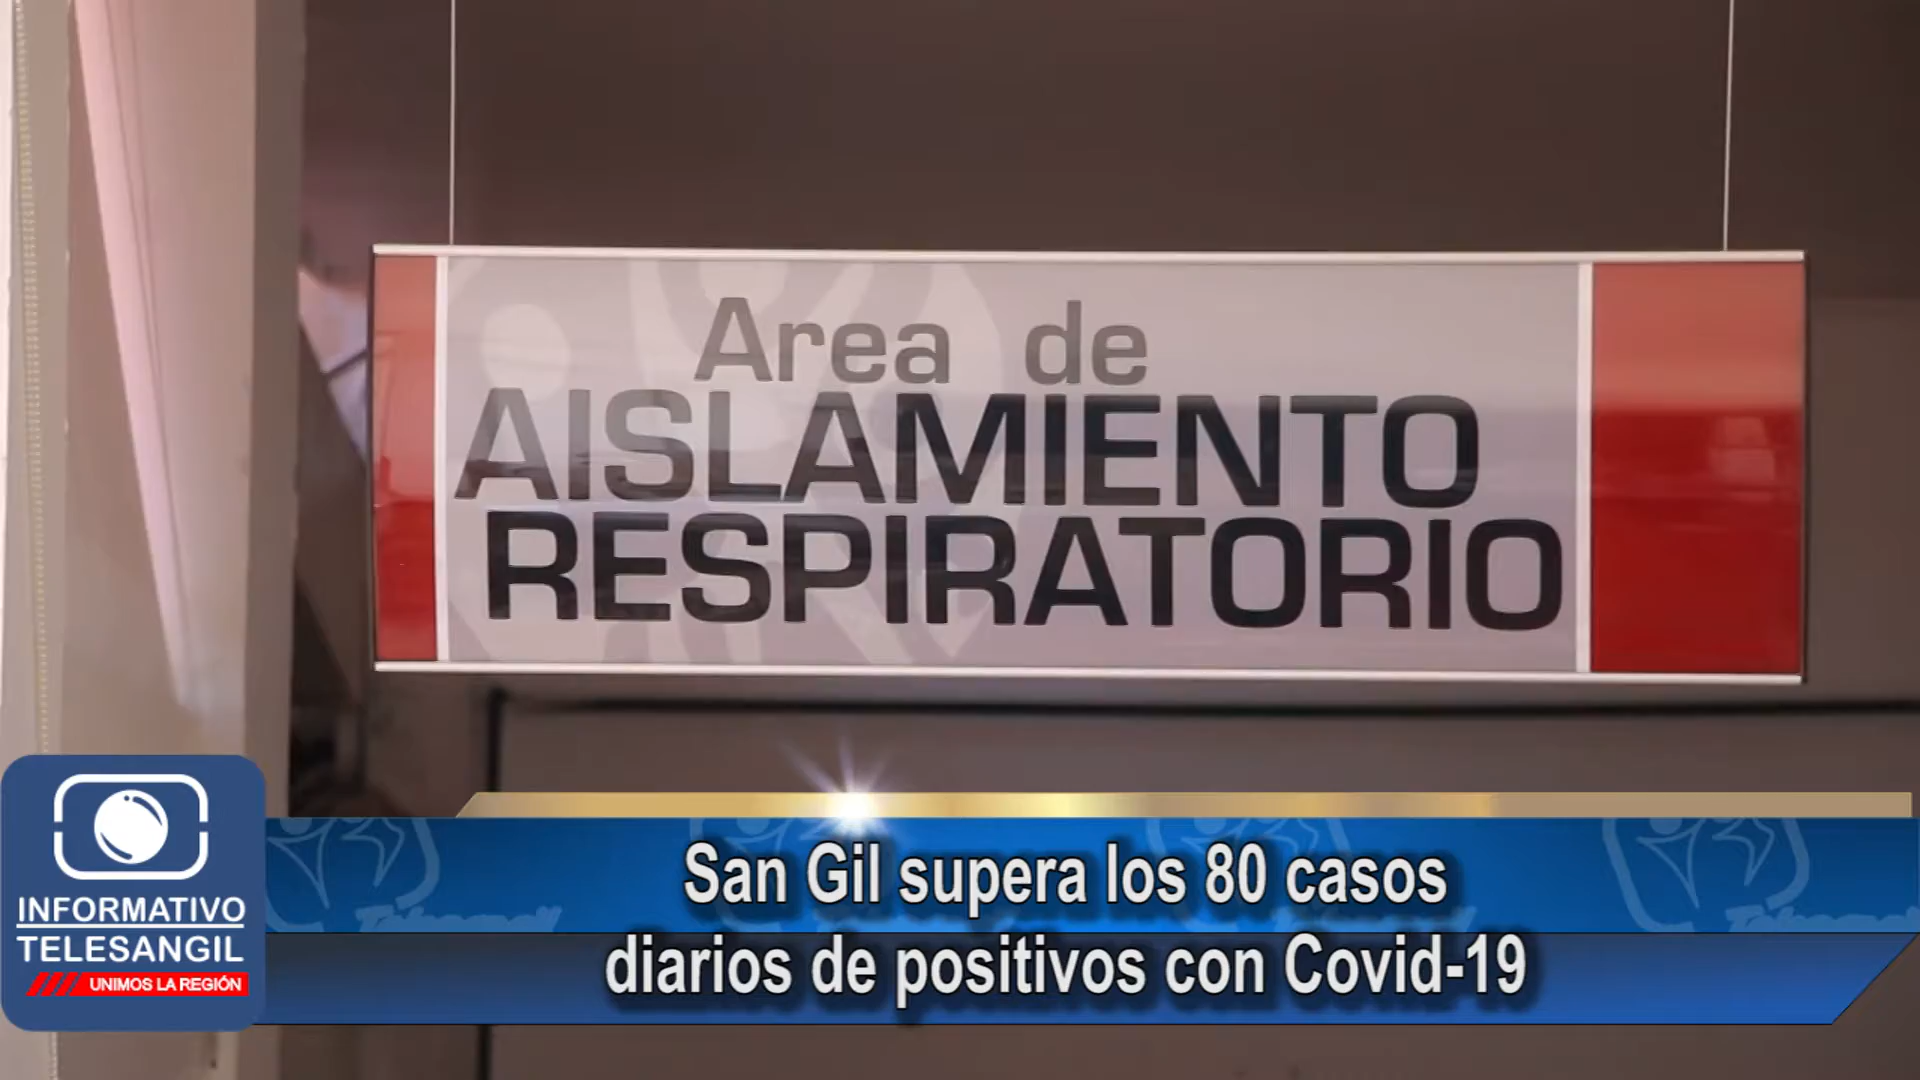 Area de
AISLAMIENTO
RESPIRATORIO
San Gil supera los 80 casos
diarios de positivos con Covid-19
INFORMATIVO
TELESANGIL
UNIMOS LA REGIÓN